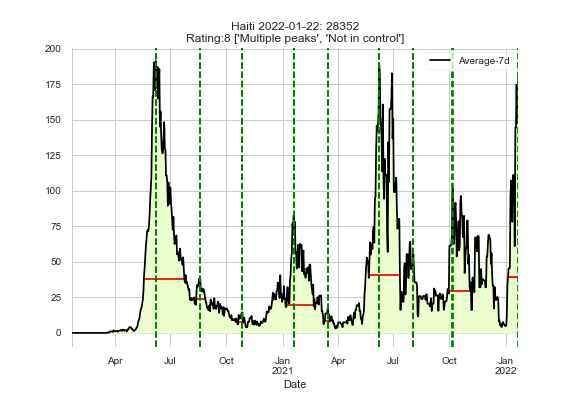 Haiti 2022-01-22: 28352
Rating:8 ['Multiple peaks', 'Not in control']
Average-7d
200
175
150
125
100
75
50
25
0
Apr
Jul
Oct
Jan
2021
Apr
Jul
Oct
Jan
2022
Date